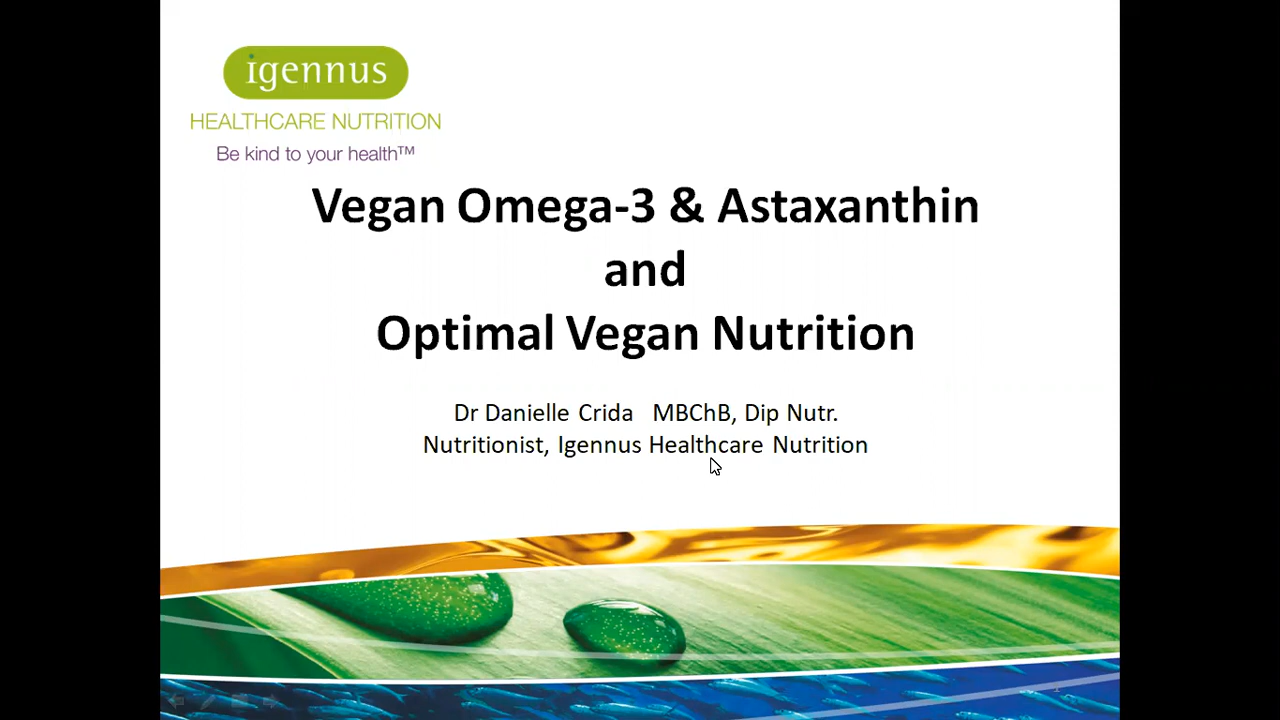 igennus
HEALTHCARE NUTRITION
Be kind to your health™
Vegan Omega-3 & Astaxanthin
and
Optimal Vegan Nutrition
Dr Danielle Crida MBChB, Dip Nutr.
Nutritionist, Igennus Healthcare Nutrition
1